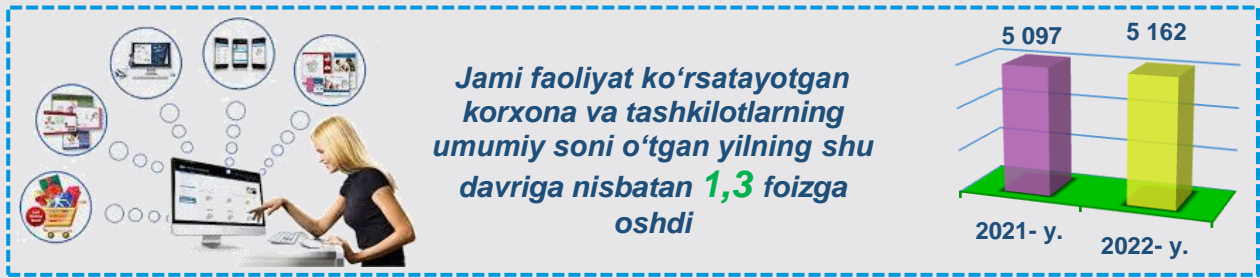 Jami faoliyat ko‘rsatayotgan
korxona va tashkilotlarning
umumiy soni o‘tgan yilning shu
davriga nisbatan 1,3 foizga
oshdi
5 097
5 162
2021- y.
2022- y.